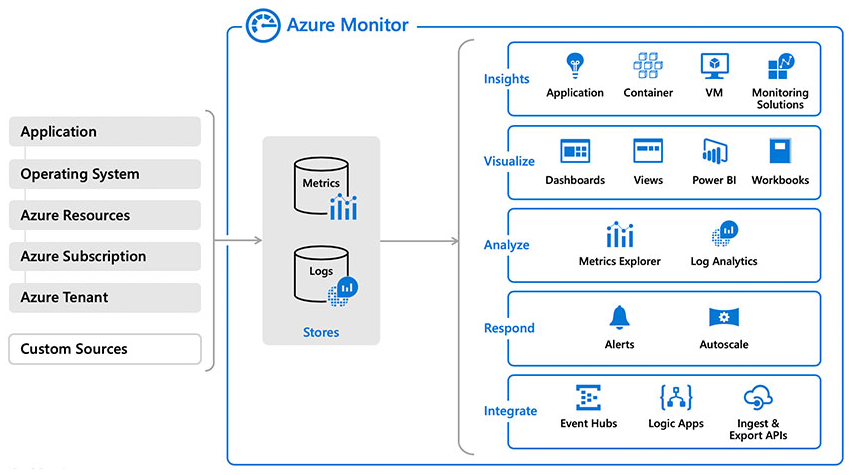 Azure Monitor
Application
Operating System
Azure Resources
Azure Subscription
Azure Tenant
Custom Sources
Metrics
Logs
Stores
Insights
Application
Container
VM
Monitoring
Solutions
Visualize
Dashboards
Views
Power BI
Workbooks
Analyze
Metrics Explorer
Log Analytics
Respond
Alerts
Autoscale
Integrate
Event Hubs
Logic Apps
Ingest &
Export APIs